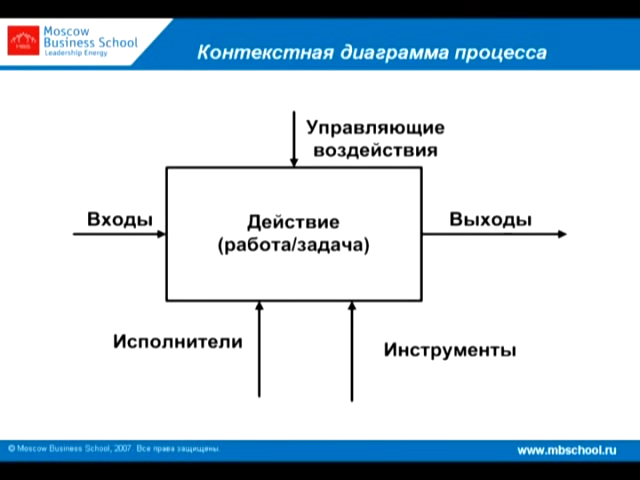 Moscow
Business School
Leadership Energy
Контекстная диаграмма процесса
Управляющие
воздействия
Входы
Действие
(работа/задача)
Выходы
Исполнители
Инструменты
© Moscow Business School, 2007. Все права защищены.
www.mbschool.ru